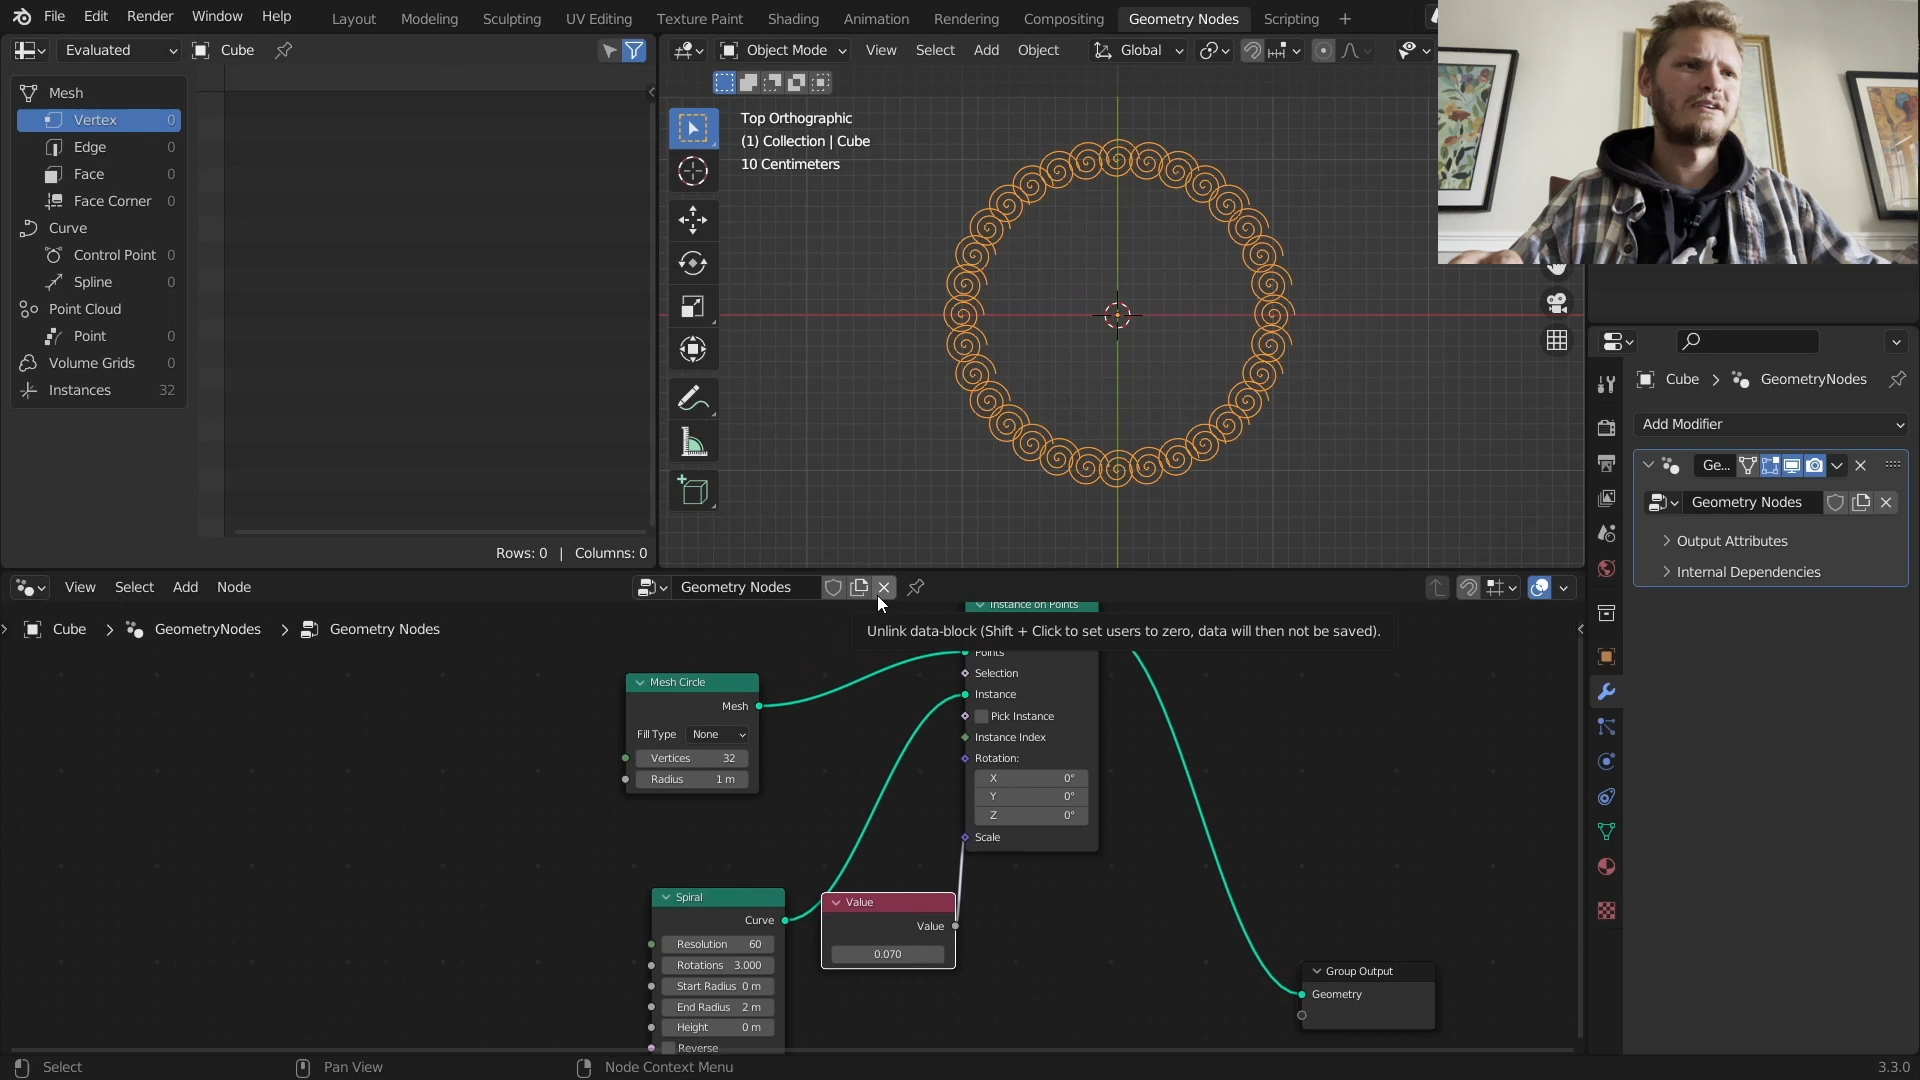 File Edit Render Window Help
Layout Modeling Sculpting UV Editing Texture Paint Shading Animation Rendering Compositing Geometry Nodes Scripting
Evaluated Cube
Object Mode View Select Add Object Global
Mesh
Vertex 0
Edge 0
Face 0
Face Corner 0
Curve
Control Point 0
Spline 0
Point Cloud
Point 0
Volume Grids 0
Instances 32
Rows: 0 | Columns: 0
Top Orthographic
(1) Collection | Cube
10 Centimeters
Cube > GeometryNodes
Add Modifier
Ge...
Geometry Nodes
Output Attributes
Internal Dependencies
View Select Add Node
Geometry Nodes
Cube > GeometryNodes > Geometry Nodes
Unlink data-block (Shift + Click to set users to zero, data will then not be saved).
Mesh Circle
Mesh
Fill Type None
Vertices 32
Radius 1 m
Instance on Points
Points
Selection
Instance
Pick Instance
Instance Index
Rotation:
X 0°
Y 0°
Z 0°
Scale
Spiral
Curve
Resolution 60
Rotations 3.000
Start Radius 0 m
End Radius 2 m
Height 0 m
Reverse
Value
Value
0.070
Group Output
Geometry
Select Pan View Node Context Menu 3.3.0